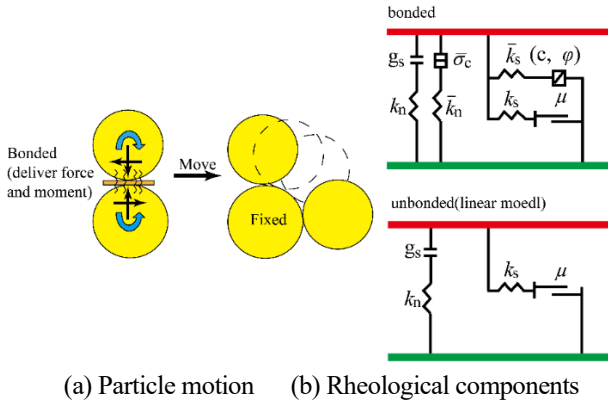 bonded
gs
σ̄c
k̄s (c, φ)
kn
k̄n
ks
μ
Bonded
(deliver force
and moment)
Move
Fixed
unbonded(linear moedl)
gs
kn
ks
μ
(a) Particle motion (b) Rheological components